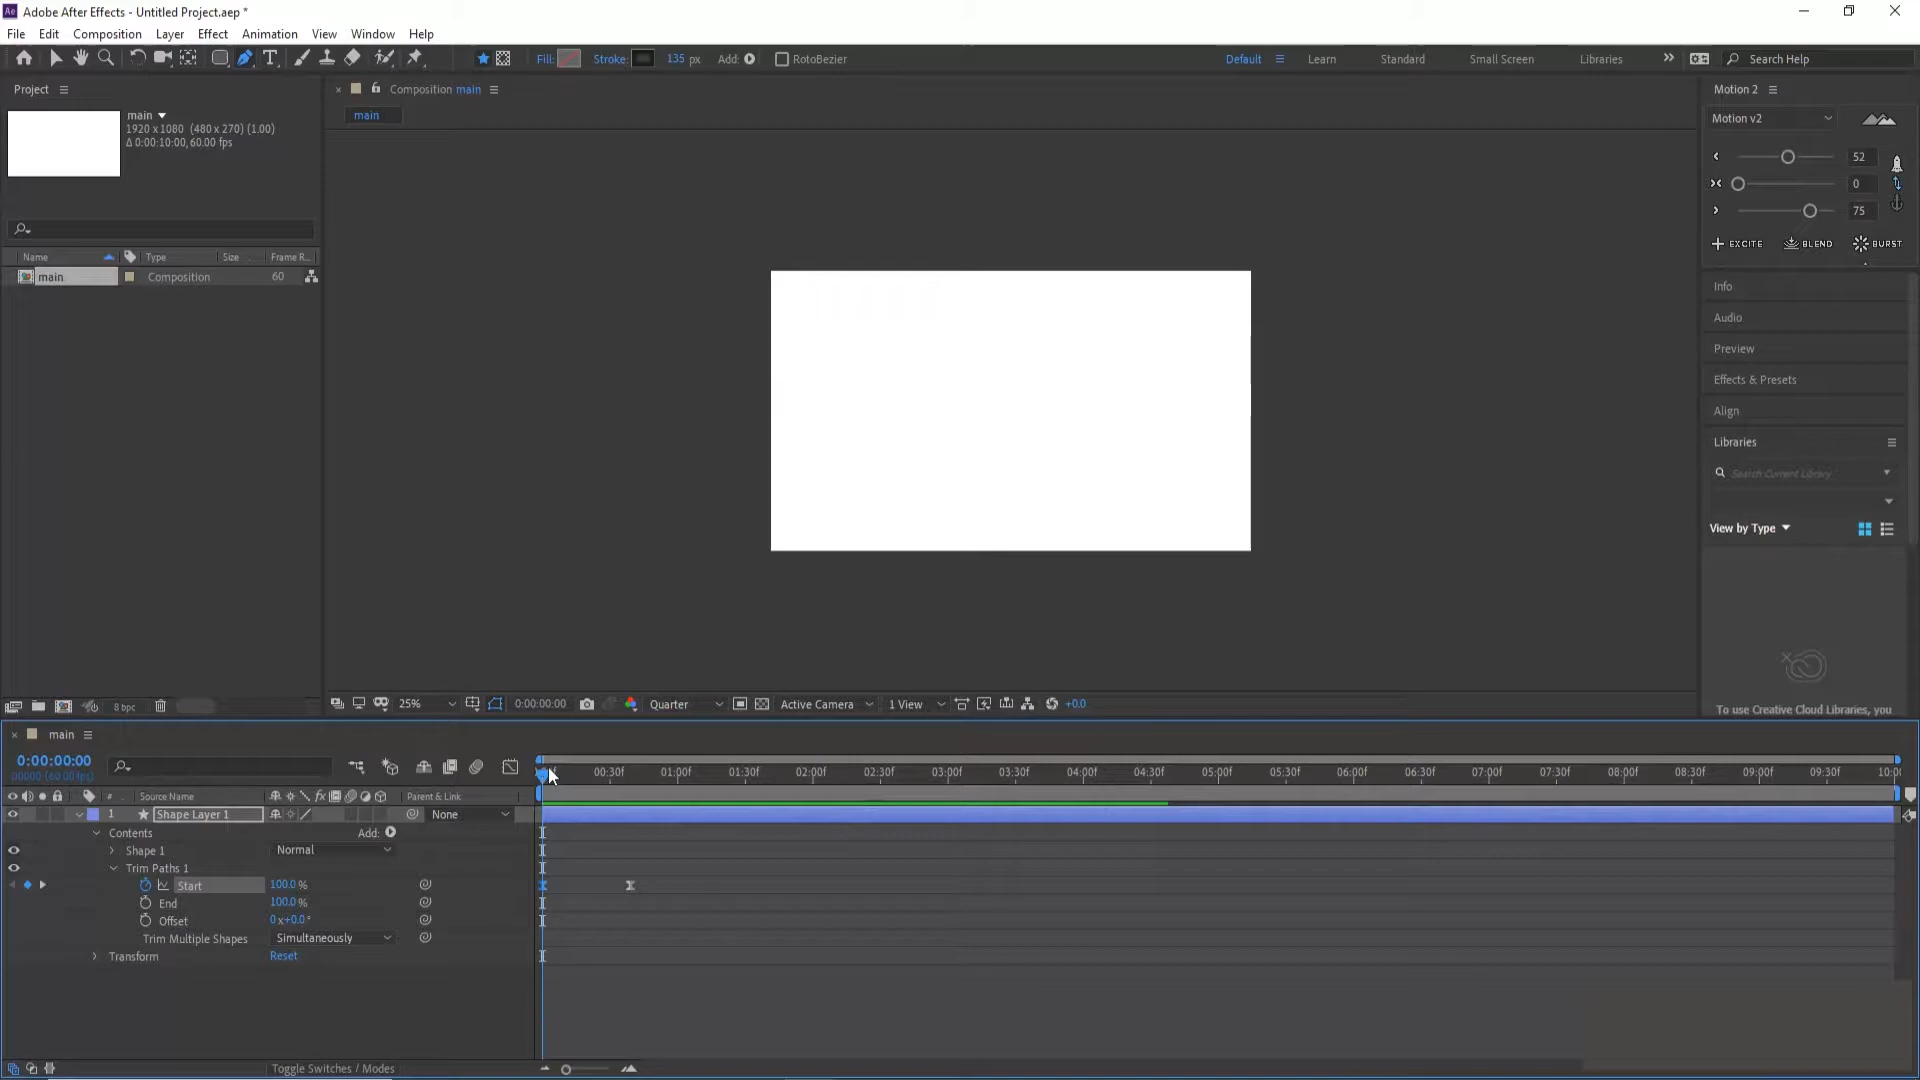 Adobe After Effects - Untitled Project.aep *
File Edit Composition Layer Effect Animation View Window Help
Fill: Stroke: 135 px Add: RotoBezier Default Learn Standard Small Screen Libraries Search Help
Project
main
1920 x 1080 (480 x 270) (1.00)
Δ 0:00:10:00, 60.00 fps
Name Type Size Frame R...
main Composition 60
8 bpc
Composition main
main
25% 0:00:00:00 Quarter Active Camera 1 View +0.0
Motion 2
Motion v2
52
0
75
EXCITE BLEND BURST
Info
Audio
Preview
Effects & Presets
Align
Libraries
Search Current Library
View by Type
To use Creative Cloud Libraries, you
main
0:00:00:00
00000 (60.00 fps)
00:30f 01:00f 01:30f 02:00f 02:30f 03:00f 03:30f 04:00f 04:30f 05:00f 05:30f 06:00f 06:30f 07:00f 07:30f 08:00f 08:30f 09:00f 09:30f 10:0
# Source Name fx Parent & Link
1 Shape Layer 1 None
Contents Add:
Shape 1 Normal
Trim Paths 1
Start 100.0 %
End 100.0 %
Offset 0 x+0.0 °
Trim Multiple Shapes Simultaneously
Transform Reset
Toggle Switches / Modes